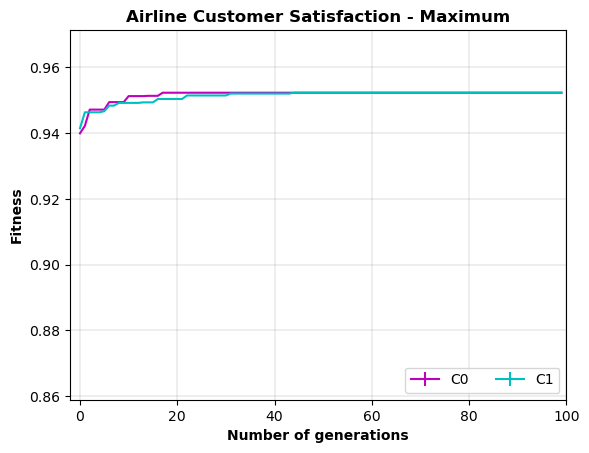 Airline Customer Satisfaction - Maximum
0.96
0.94
0.92
0.90
0.88
0.86
Fitness
C0 C1
0 20 40 60 80 100
Number of generations